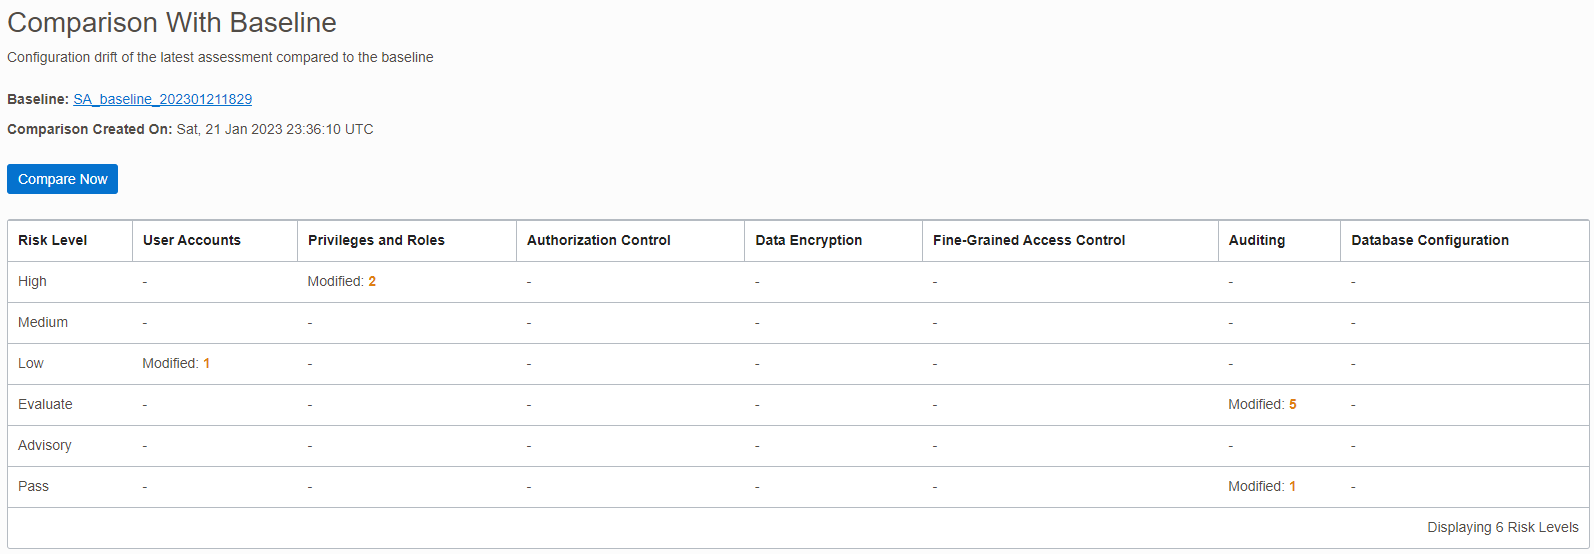 Comparison With Baseline
Configuration drift of the latest assessment compared to the baseline
Baseline: SA_baseline_202301211829
Comparison Created On: Sat, 21 Jan 2023 23:36:10 UTC
Compare Now
Risk Level User Accounts Privileges and Roles Authorization Control Data Encryption Fine-Grained Access Control Auditing Database Configuration
High - Modified: 2 - - - - -
Medium - - - - - - -
Low Modified: 1 - - - - - -
Evaluate - - - - - Modified: 5 -
Advisory - - - - - - -
Pass - - - - - Modified: 1 -
Displaying 6 Risk Levels